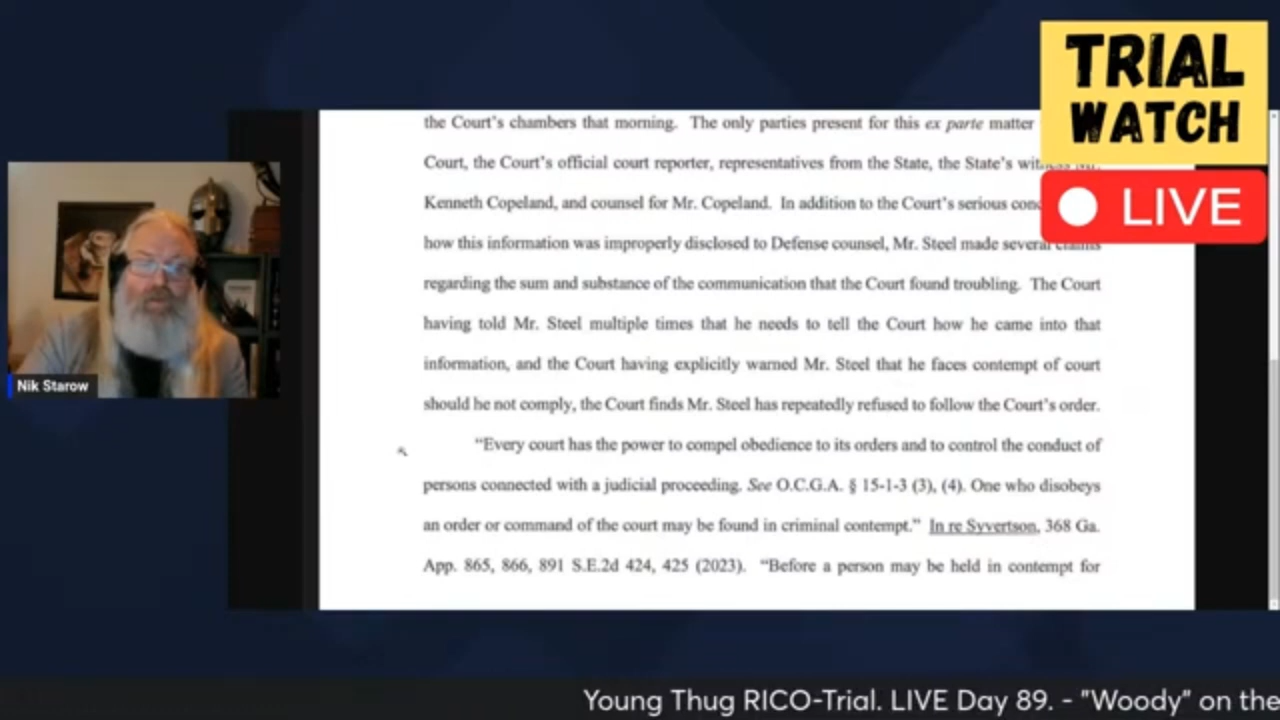 TRIAL
WATCH
LIVE
the Court's chambers that morning. The only parties present for this ex parte matter
Court, the Court's official court reporter, representatives from the State, the State's witness Mr.
Kenneth Copeland, and counsel for Mr. Copeland. In addition to the Court's serious
how this information was improperly disclosed to Defense counsel, Mr. Steel made several claims
regarding the sum and substance of the communication that the Court found troubling. The Court
having told Mr. Steel multiple times that he needs to tell the Court how he came into that
information, and the Court having explicitly warned Mr. Steel that he faces contempt of court
should he not comply, the Court finds Mr. Steel has repeatedly refused to follow the Court's order.
"Every court has the power to compel obedience to its orders and to control the conduct of
persons connected with a judicial proceeding. See O.C.G.A. § 15-1-3 (3), (4). One who disobeys
an order or command of the court may be found in criminal contempt." In re Syvertson, 368 Ga.
App. 865, 866, 891 S.E.2d 424, 425 (2023). "Before a person may be held in contempt for
Nik Starow
Young Thug RICO-Trial. LIVE Day 89. - "Woody" on the